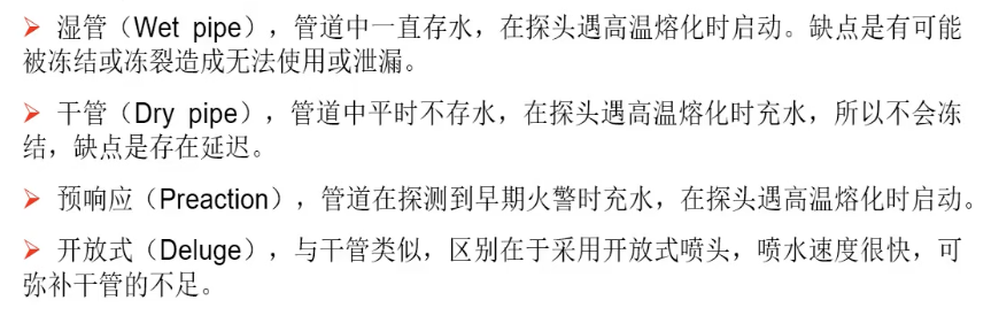 ➢ 湿管（Wet pipe），管道中一直存水，在探头遇高温熔化时启动。缺点是有可能
被冻结或冻裂造成无法使用或泄漏。
➢ 干管（Dry pipe），管道中平时不存水，在探头遇高温熔化时充水，所以不会冻
结，缺点是存在延迟。
➢ 预响应（Preaction），管道在探测到早期火警时充水，在探头遇高温熔化时启动。
➢ 开放式（Deluge），与干管类似，区别在于采用开放式喷头，喷水速度很快，可
弥补干管的不足。